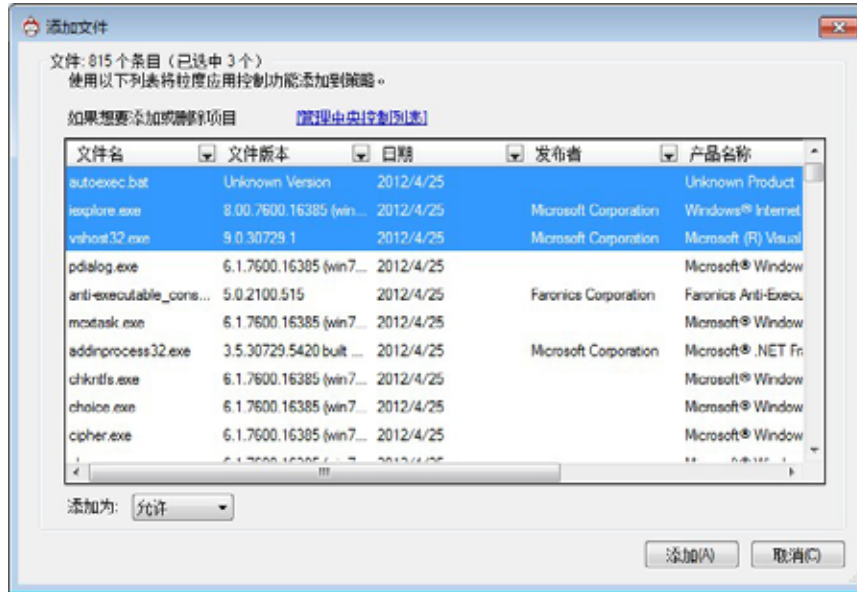 添加文件
文件: 815 个条目 (已选中 3 个)
使用以下列表将粒度应用控制功能添加到策略。
如果想要添加或删除项目 [管理中央控制列表]
文件名 文件版本 日期 发布者 产品名称
autoexec.bat Unknown Version 2012/4/25 Unknown Product
iexplore.exe 8.00.7600.16385 (win... 2012/4/25 Microsoft Corporation Windows® Internet
vshost32.exe 9.0.30729.1 2012/4/25 Microsoft Corporation Microsoft (R) Visual
pdialog.exe 6.1.7600.16385 (win7... 2012/4/25 Microsoft® Window
anti-executable_cons... 5.0.2100.515 2012/4/25 Faronics Corporation Faronics Anti-Execu
mcxtask.exe 6.1.7600.16385 (win7... 2012/4/25 Microsoft® Window
addinprocess32.exe 3.5.30729.5420 built ... 2012/4/25 Microsoft Corporation Microsoft® .NET Fr
chkntfs.exe 6.1.7600.16385 (win7... 2012/4/25 Microsoft® Window
choice.exe 6.1.7600.16385 (win7... 2012/4/25 Microsoft® Window
cipher.exe 6.1.7600.16385 (win7... 2012/4/25 Microsoft® Window
添加为: 允许
添加(A) 取消(C)